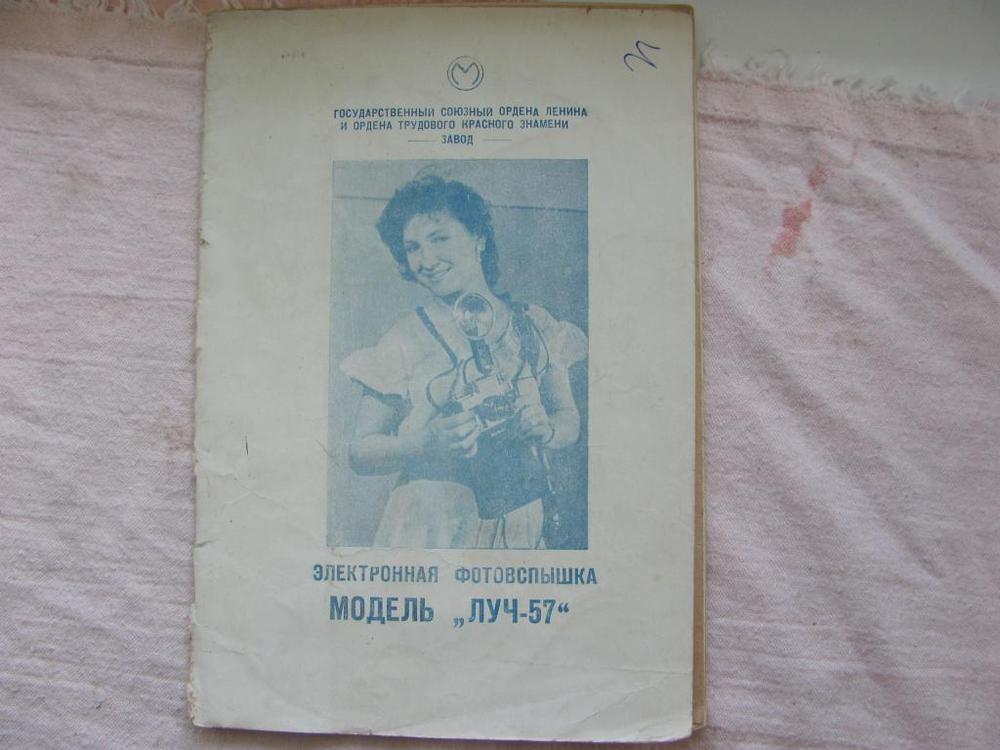 М
ГОСУДАРСТВЕННЫЙ СОЮЗНЫЙ ОРДЕНА ЛЕНИНА
И ОРДЕНА ТРУДОВОГО КРАСНОГО ЗНАМЕНИ
ЗАВОД
ЭЛЕКТРОННАЯ ФОТОВСПЫШКА
МОДЕЛЬ „ЛУЧ-57“